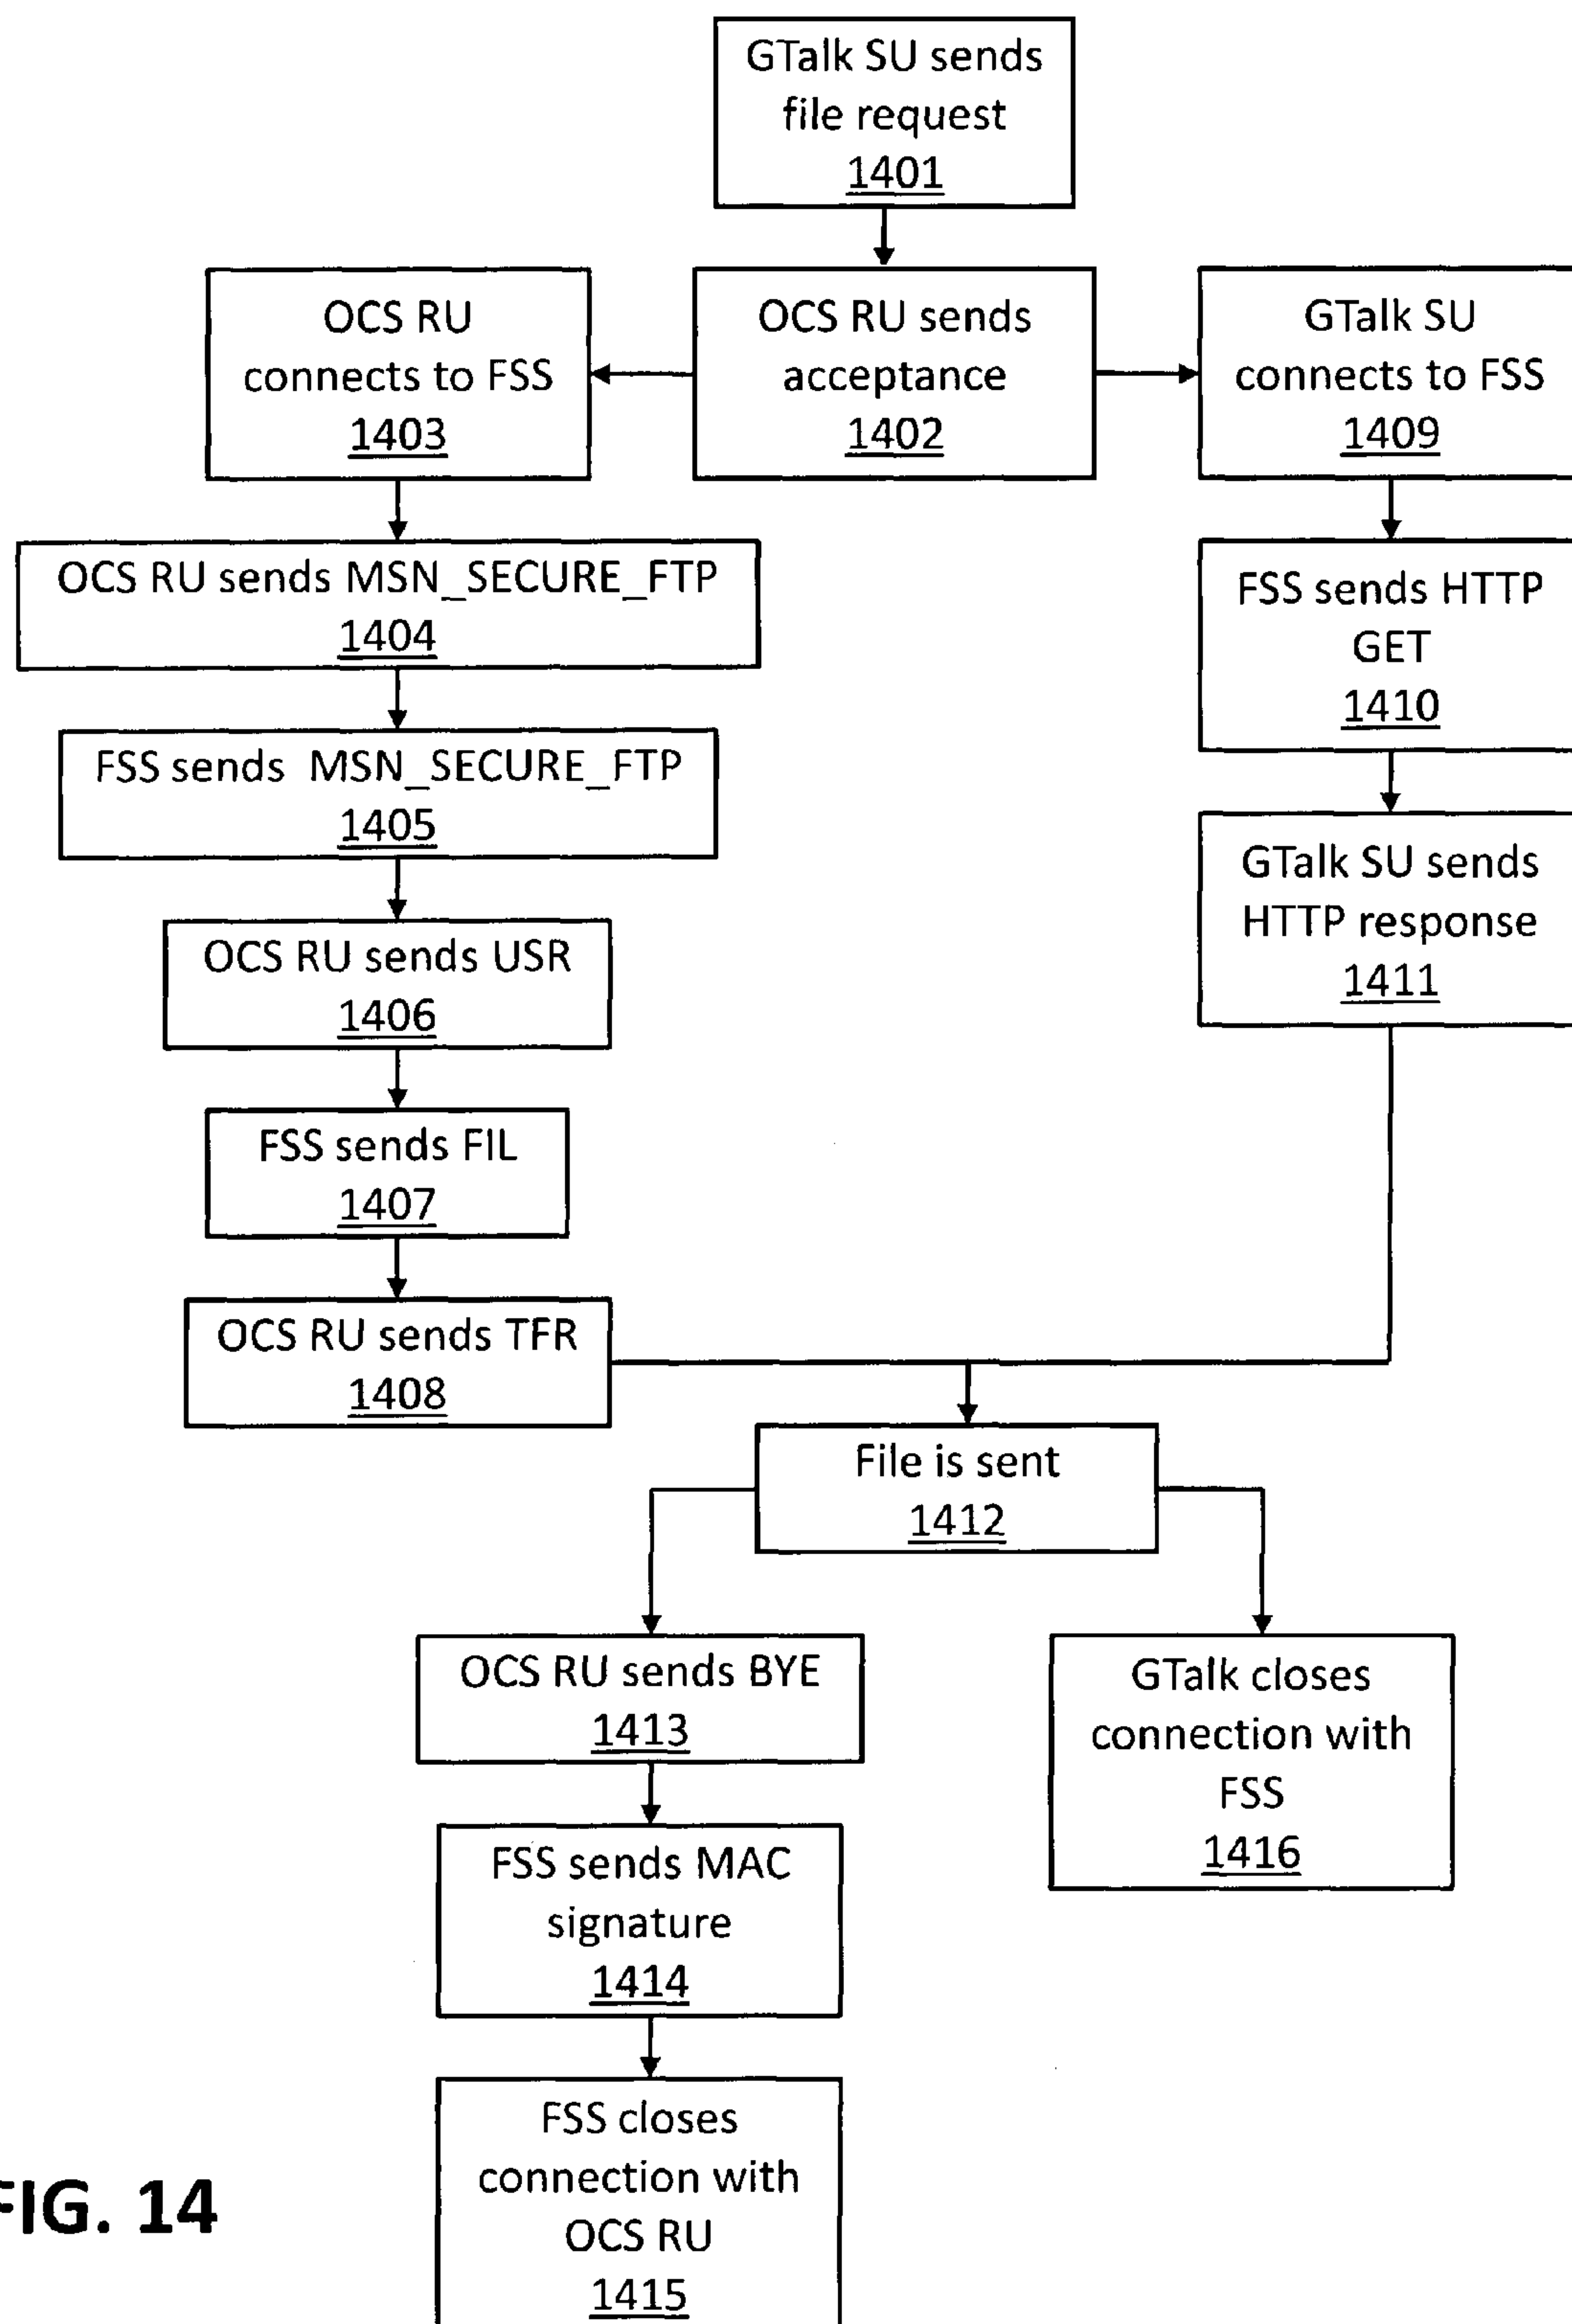 GTalk SU sends
file request
1401
OCS RU
connects to FSS
1403
OCS RU sends
acceptance
1402
GTalk SU
connects to FSS
1409
OCS RU sends MSN_SECURE_FTP
1404
FSS sends HTTP
GET
1410
FSS sends MSN_SECURE_FTP
1405
GTalk SU sends
HTTP response
1411
OCS RU sends USR
1406
FSS sends FIL
1407
OCS RU sends TFR
1408
File is sent
1412
OCS RU sends BYE
1413
GTalk closes
connection with
FSS
1416
FSS sends MAC
signature
1414
FSS closes
connection with
OCS RU
1415
FIG. 14